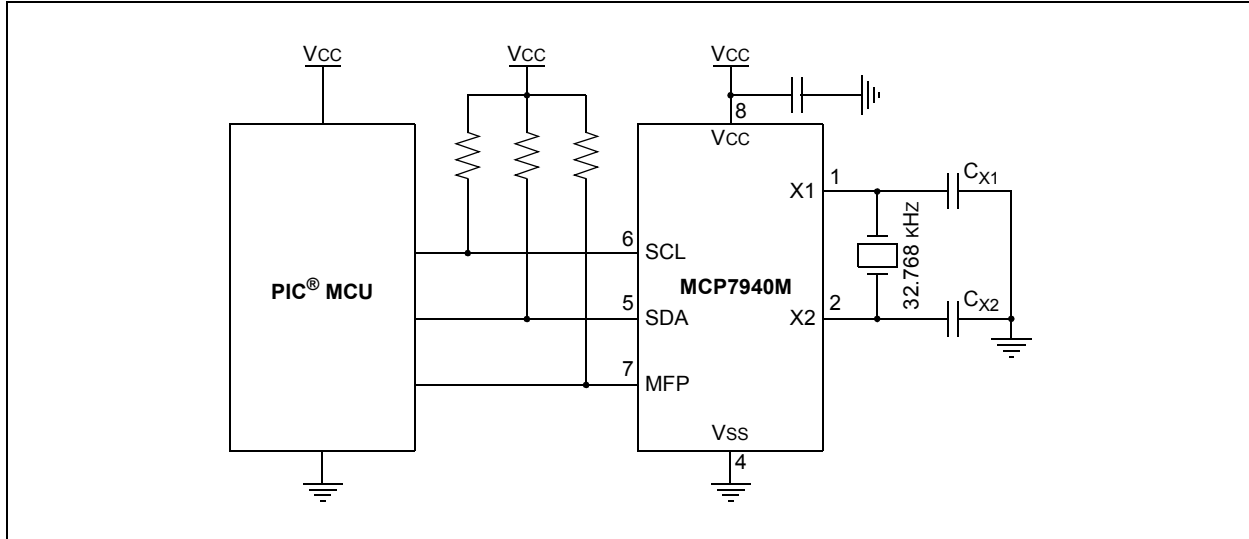 VCC
VCC
VCC
8
VCC
1
CX1
X1
6
SCL
32.768 KHZ
PIC® MCU
MCP7940M
5
SDA
2
CX2
X2
7
MFP
VSS
4